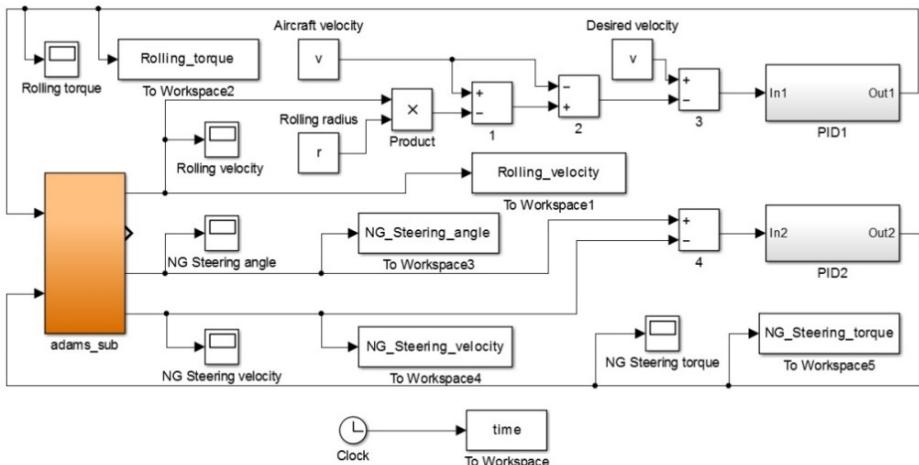 Aircraft velocity
Desired velocity
v
v
Rolling_torque
Rolling torque
To Workspace2
+
−
1
−
+
2
+
−
3
In1
Out1
PID1
Rolling radius
×
Product
r
Rolling velocity
Rolling_velocity
To Workspace1
NG Steering angle
NG_Steering_angle
To Workspace3
+
−
4
In2
Out2
PID2
adams_sub
NG Steering velocity
NG_Steering_velocity
To Workspace4
NG Steering torque
NG_Steering_torque
To Workspace5
Clock
time
To Workspace